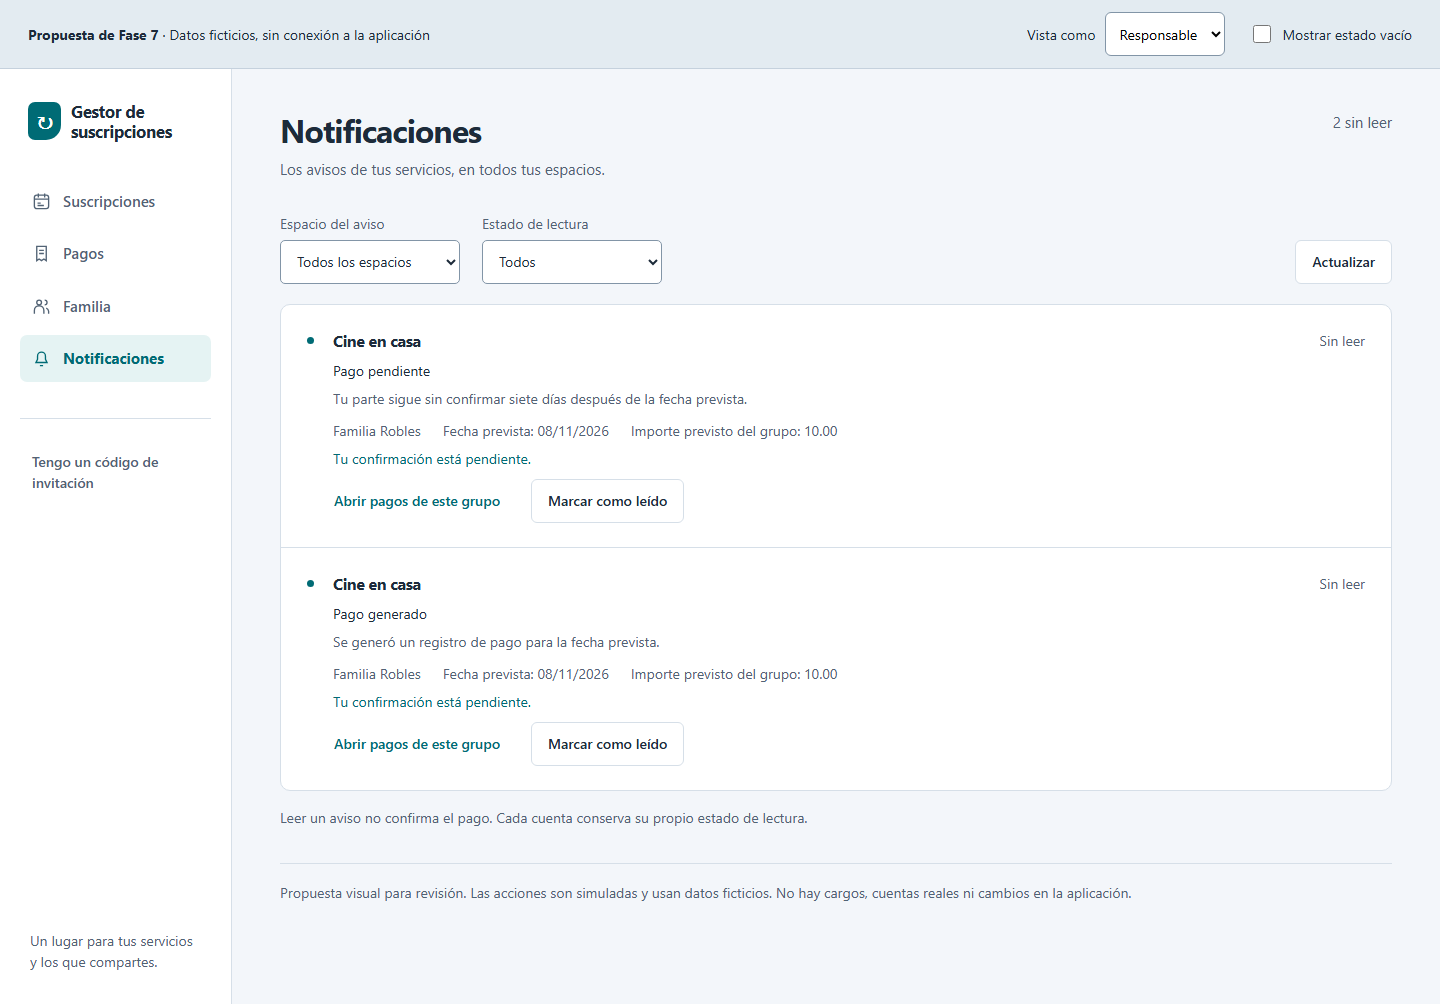 Propuesta de Fase 7 · Datos ficticios, sin conexión a la aplicación
Vista como
Responsable
Mostrar estado vacío
Gestor de
suscripciones
Suscripciones
Pagos
Familia
Notificaciones
Tengo un código de
invitación
Un lugar para tus servicios
y los que compartes.
Notificaciones
2 sin leer
Los avisos de tus servicios, en todos tus espacios.
Espacio del aviso
Estado de lectura
Todos los espacios
Todos
Actualizar
Cine en casa
Sin leer
Pago pendiente
Tu parte sigue sin confirmar siete días después de la fecha prevista.
Familia Robles Fecha prevista: 08/11/2026 Importe previsto del grupo: 10.00
Tu confirmación está pendiente.
Abrir pagos de este grupo
Marcar como leído
Cine en casa
Sin leer
Pago generado
Se generó un registro de pago para la fecha prevista.
Familia Robles Fecha prevista: 08/11/2026 Importe previsto del grupo: 10.00
Tu confirmación está pendiente.
Abrir pagos de este grupo
Marcar como leído
Leer un aviso no confirma el pago. Cada cuenta conserva su propio estado de lectura.
Propuesta visual para revisión. Las acciones son simuladas y usan datos ficticios. No hay cargos, cuentas reales ni cambios en la aplicación.